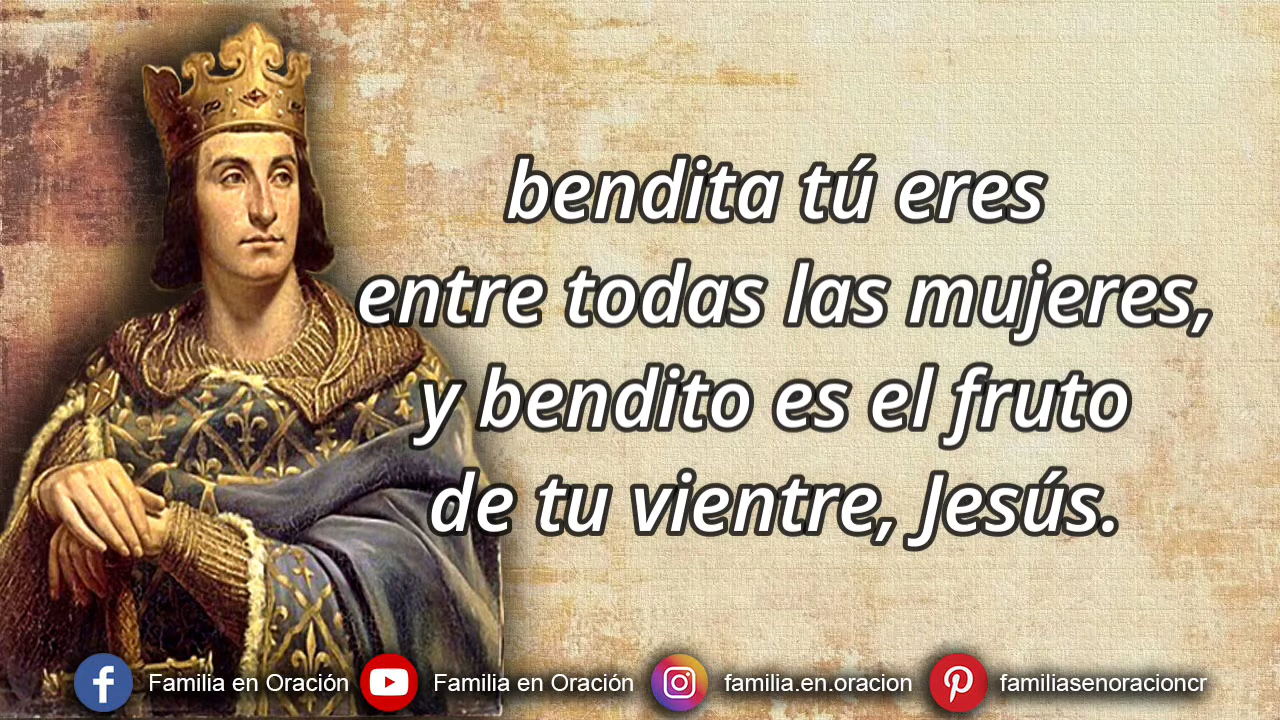 bendita tú eres
entre todas las mujeres,
y bendito es el fruto
de tu vientre, Jesús.
Familia en Oración Familia en Oración familia.en.oracion familiasenoracioncr